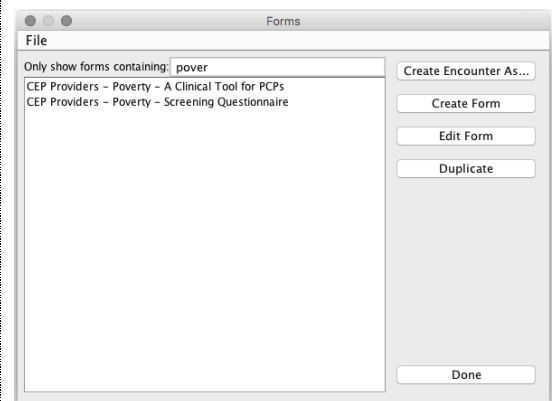 Forms
File
Only show forms containing: pover
CEP Providers - Poverty - A Clinical Tool for PCPs
CEP Providers - Poverty - Screening Questionnaire
Create Encounter As...
Create Form
Edit Form
Duplicate
Done